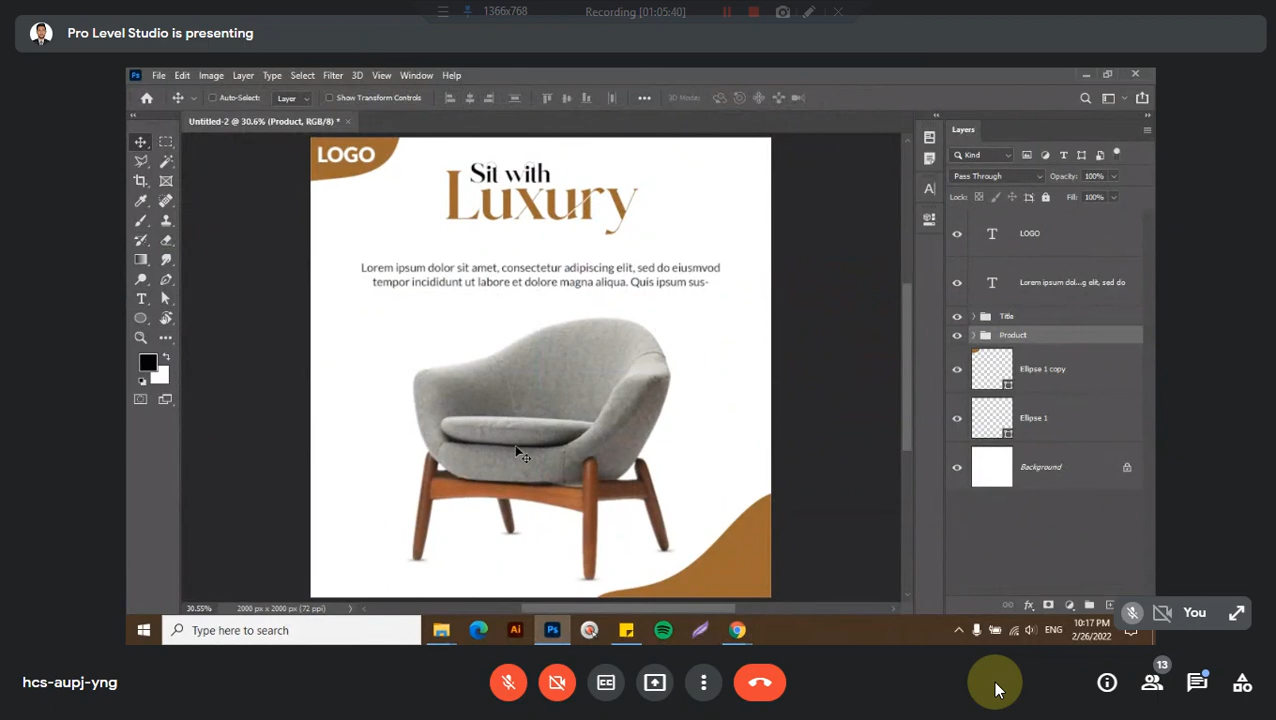 1366x768
Recording [01:05:40]
Pro Level Studio is presenting
Ps File Edit Image Layer Type Select Filter 3D View Window Help
Auto-Select: Layer Show Transform Controls 3D Mode:
Untitled-2 @ 30.6% (Product, RGB/8) *
LOGO
Sit with
Luxury
Lorem ipsum dolor sit amet, consectetur adipiscing elit, sed do eiusmvod
tempor incididunt ut labore et dolore magna aliqua. Quis ipsum sus-
Layers
Kind
Pass Through Opacity: 100%
Lock: Fill: 100%
LOGO
Lorem ipsum dol...g elit, sed do
Title
Product
Ellipse 1 copy
Ellipse 1
Background
30.55% 2000 px x 2000 px (72 ppi)
Type here to search
Ai Ps
ENG
10:17 PM
2/26/2022
You
hcs-aupj-yng
13